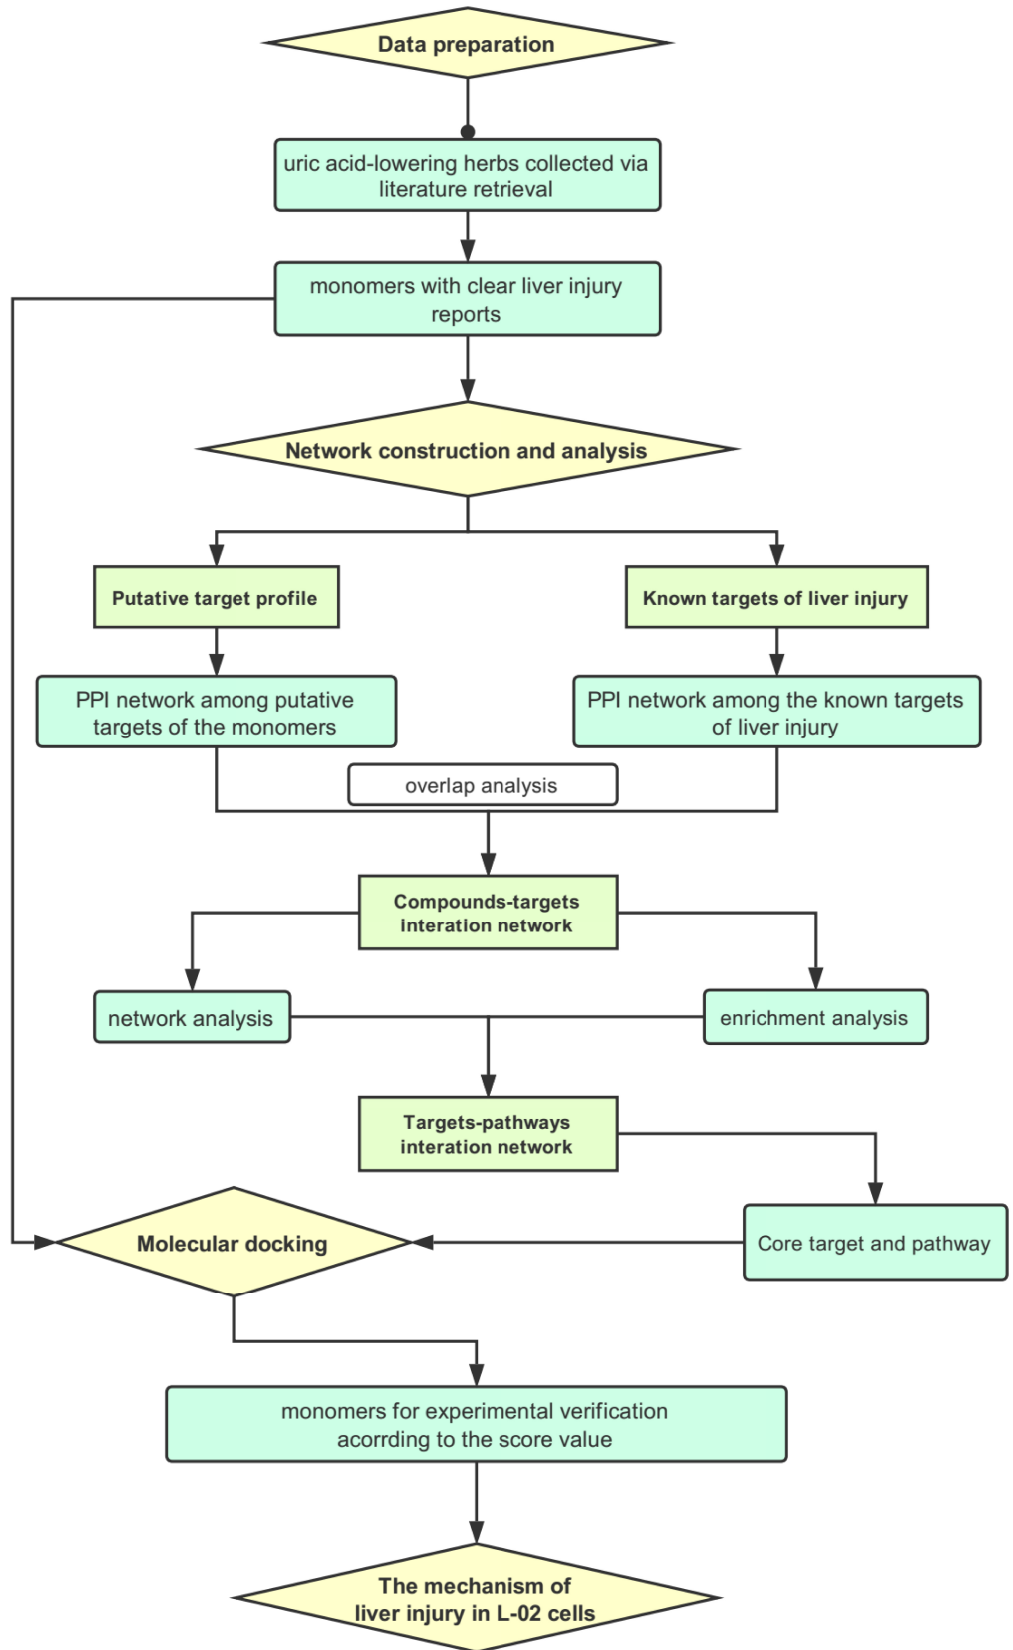 Data preparation
uric acid-lowering herbs collected via
literature retrieval
monomers with clear liver injury
reports
Network construction and analysis
Putative target profile
Known targets of liver injury
PPI network among putative
targets of the monomers
PPI network among the known targets
of liver injury
overlap analysis
Compounds-targets
interation network
network analysis
enrichment analysis
Targets-pathways
interation network
Molecular docking
Core target and pathway
monomers for experimental verification
acorrding to the score value
The mechanism of
liver injury in L-02 cells